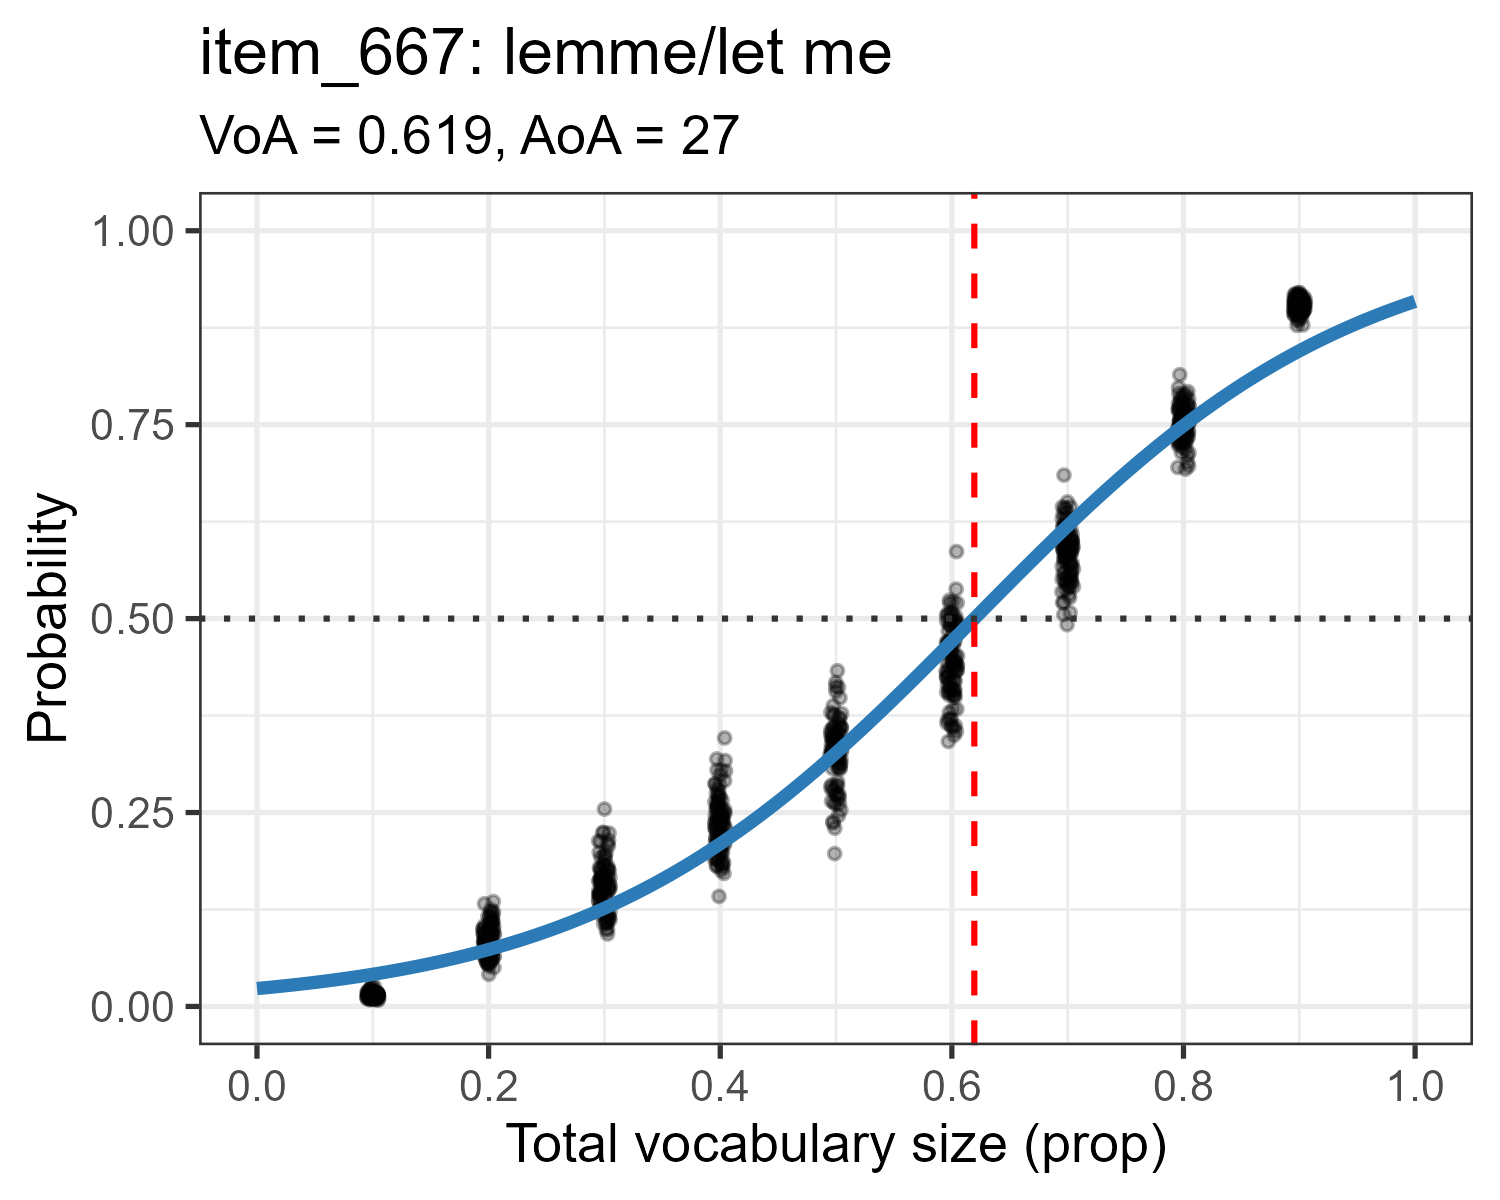 item_667: lemme/let me
VoA = 0.619, AoA = 27
1.00
0.75
0.50
0.25
0.00
Probability
0.0 0.2 0.4 0.6 0.8 1.0
Total vocabulary size (prop)